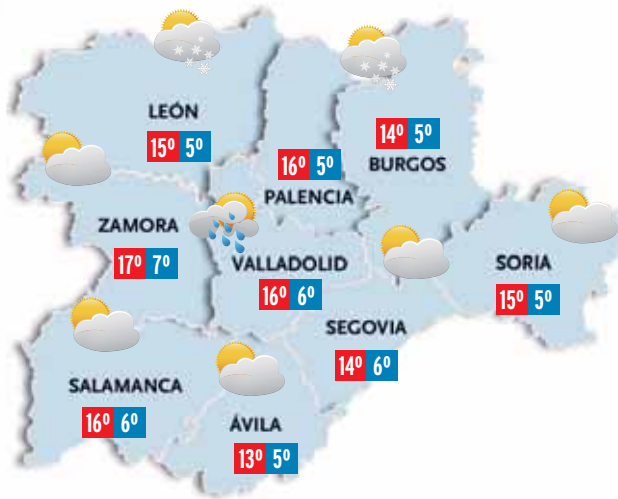 LEÓN
15º 5º
14º 5º
BURGOS
16º 5º
PALENCIA
ZAMORA
17º 7º
VALLADOLID
16º 6º
SORIA
15º 5º
SEGOVIA
14º 6º
SALAMANCA
16º 6º
ÁVILA
13º 5º